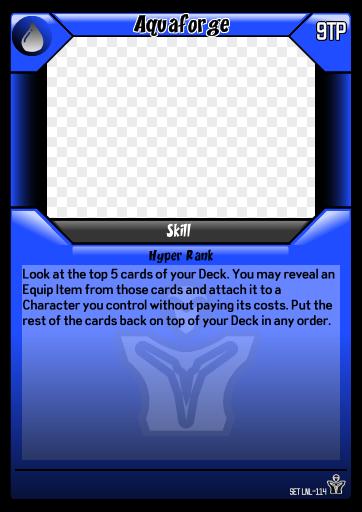 Aquaforge
9TP
Skill
Hyper Rank
Look at the top 5 cards of your Deck. You may reveal an
Equip Item from those cards and attach it to a
Character you control without paying its costs. Put the
rest of the cards back on top of your Deck in any order.
SET LNL-114